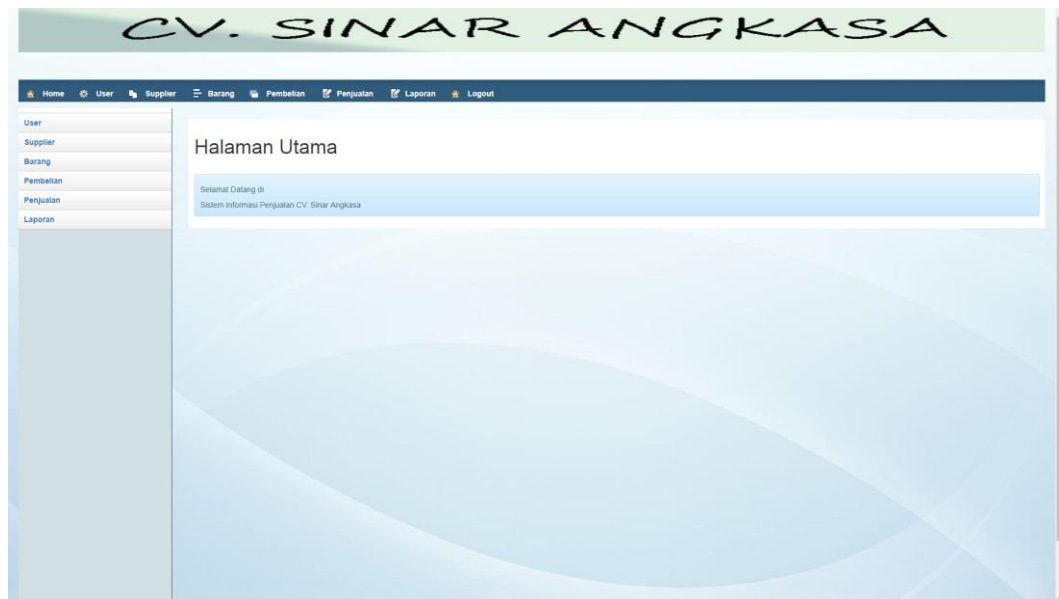 CV. SINAR ANGKASA
Home User Supplier Barang Pembelian Penjualan Laporan Logout
User
Supplier
Barang
Pembelian
Penjualan
Laporan
Halaman Utama
Selamat Datang di
Sistem Informasi Penjualan CV. Sinar Angkasa